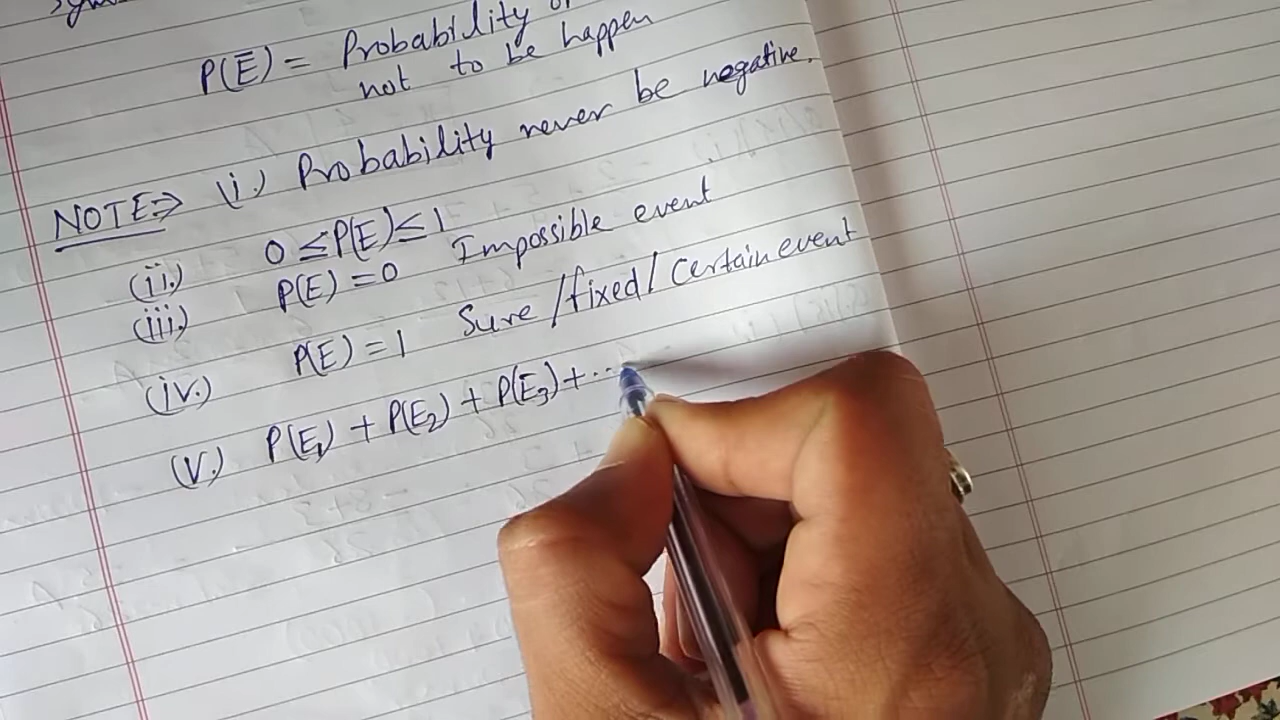 P(Ē) = Probability
not to be happen
NOTE:⇒ (i.) Probability never be negative.
(ii.) 0 ≤ P(E) ≤ 1
(iii.) P(E) = 0 Impossible event
(iv.) P(E) = 1 Sure / fixed / Certain event
(v.) P(E₁) + P(E₂) + P(E₃) + ...